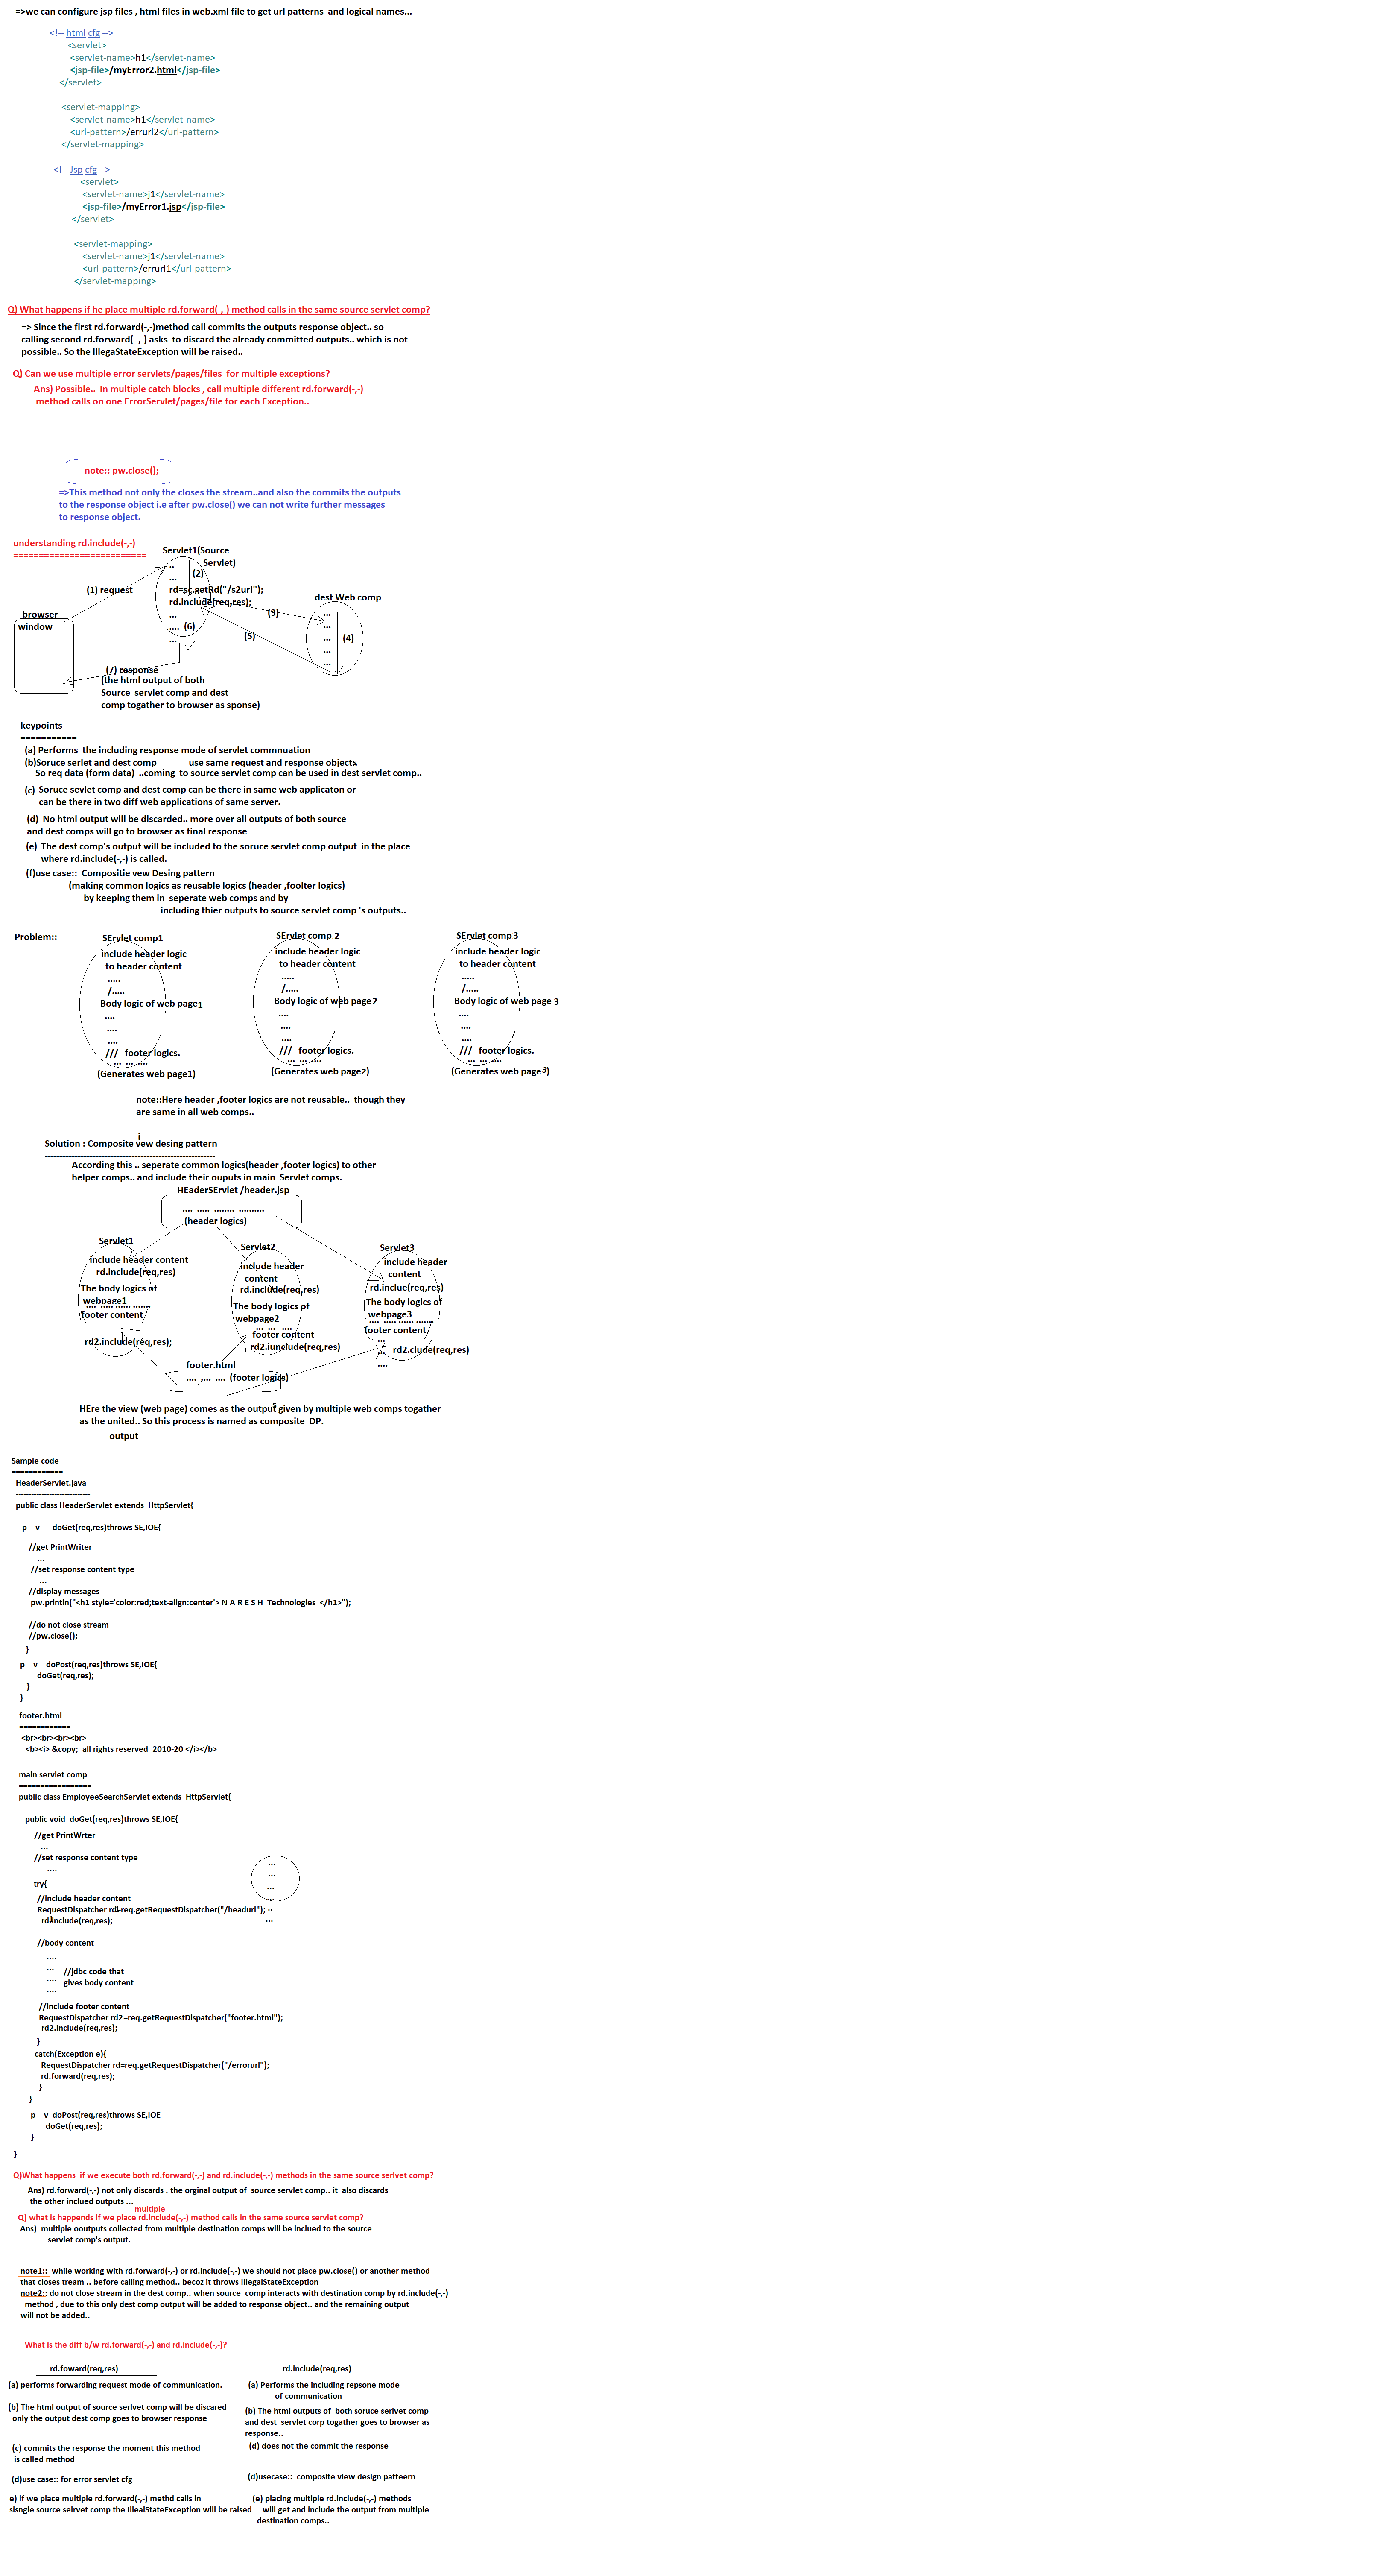 =>we can configure jsp files , html files in web.xml file to get url patterns  and logical names...
<!-- html cfg -->
<servlet>
<servlet-name>h1</servlet-name>
<jsp-file>/myError2.html</jsp-file>
</servlet>
<servlet-mapping>
<servlet-name>h1</servlet-name>
<url-pattern>/errurl2</url-pattern>
</servlet-mapping>
<!-- Jsp cfg -->
<servlet>
<servlet-name>j1</servlet-name>
<jsp-file>/myError1.jsp</jsp-file>
</servlet>
<servlet-mapping>
<servlet-name>j1</servlet-name>
<url-pattern>/errurl1</url-pattern>
</servlet-mapping>
Q) What happens if he place multiple rd.forward(-,-) method calls in the same source servlet comp?
=> Since the first rd.forward(-,-)method call commits the outputs response object.. so
calling second rd.forward( -,-) asks  to discard the already committed outputs.. which is not
possible.. So the IllegaStateException will be raised..
Q) Can we use multiple error servlets/pages/files  for multiple exceptions?
Ans) Possible..  In multiple catch blocks , call multiple different rd.forward(-,-)
method calls on one ErrorServlet/pages/file for each Exception..
note:: pw.close();
=>This method not only the closes the stream..and also the commits the outputs
to the response object i.e after pw.close() we can not write further messages
to response object.
understanding rd.include(-,-)
==========================
Servlet1(Source
Servlet)
..
(2)
...
(1) request
rd=sc.getRd("/s2url");
rd.include(req,res);
dest Web comp
(3)
browser
window
...
.... (6)
...
(5)
...
...
... (4)
...
...
(7) response
(the html output of both
Source  servlet comp and dest
comp togather to browser as sponse)
keypoints
===========
(a) Performs  the including response mode of servlet commnuation
(b)Soruce serlet and dest comp use same request and response objects.
So req data (form data)  ..coming  to source servlet comp can be used in dest servlet comp..
(c)  Soruce sevlet comp and dest comp can be there in same web applicaton or
can be there in two diff web applications of same server.
(d)  No html output will be discarded.. more over all outputs of both source
and dest comps will go to browser as final response
(e)  The dest comp's output will be included to the soruce servlet comp output  in the place
where rd.include(-,-) is called.
(f)use case::  Compositie vew Desing pattern
(making common logics as reusable logics (header ,foolter logics)
by keeping them in  seperate web comps and by
including thier outputs to source servlet comp 's outputs..
Problem::
SErvlet comp1
include header logic
to header content
.....
/.....
Body logic of web page1
....
....
....
///   footer logics.
... ... ....
(Generates web page1)
SErvlet comp 2
include header logic
to header content
.....
/.....
Body logic of web page2
....
....
....
///   footer logics.
... ... ....
(Generates web page2)
SErvlet comp3
include header logic
to header content
.....
/.....
Body logic of web page 3
....
....
....
///   footer logics.
... ... ....
(Generates web page3)
note::Here header ,footer logics are not reusable..  though they
are same in all web comps..
i
Solution : Composite vew desing pattern
----------------------------------------------------------
According this .. seperate common logics(header ,footer logics) to other
helper comps.. and include their ouputs in main  Servlet comps.
HEaderSErvlet /header.jsp
.... ..... ........ ..........
(header logics)
Servlet1
include header content
rd.include(req,res)
The body logics of
webpage1
.... ..... ...... .......
footer content
rd2.include(req,res);
Servlet2
include header
content
rd.include(req,res)
The body logics of
webpage2
... ... ....
footer content
rd2.iunclude(req,res)
Servlet3
include header
content
rd.inclue(req,res)
The body logics of
webpage3
.... ..... ...... .......
footer content
...
... rd2.clude(req,res)
....
footer.html
.... .... .... (footer logics)
HEre the view (web page) comes as the outputs given by multiple web comps togather
as the united.. So this process is named as composite  DP.
output
Sample code
============
HeaderServlet.java
----------------------------
public class HeaderServlet extends  HttpServlet{
p    v      doGet(req,res)throws SE,IOE{
//get PrintWriter
...
//set response content type
...
//display messages
pw.println("<h1 style='color:red;text-align:center'> N A R E S H  Technologies  </h1>");
//do not close stream
//pw.close();
}
p    v    doPost(req,res)throws SE,IOE{
doGet(req,res);
}
}
footer.html
============
<br><br><br><br>
<b><i> &copy;  all rights reserved  2010-20 </i></b>
main servlet comp
=================
public class EmployeeSearchServlet extends  HttpServlet{
public void  doGet(req,res)throws SE,IOE{
//get PrintWrter
...
//set response content type
....
try{
//include header content
RequestDispatcher rd1=req.getRequestDispatcher("/headurl");
rd1include(req,res);
...
...
...
...
..
...
//body content
....
...
....
....
//jdbc code that
gives body content
//include footer content
RequestDispatcher rd2=req.getRequestDispatcher("footer.html");
rd2.include(req,res);
}
catch(Exception e){
RequestDispatcher rd=req.getRequestDispatcher("/errorurl");
rd.forward(req,res);
}
}
p    v  doPost(req,res)throws SE,IOE
doGet(req,res);
}
}
Q)What happens  if we execute both rd.forward(-,-) and rd.include(-,-) methods in the same source serlvet comp?
Ans) rd.forward(-,-) not only discards . the orginal output of  source servlet comp.. it  also discards
the other inclued outputs ...
multiple
Q) what is happends if we place rd.include(-,-) method calls in the same source servlet comp?
Ans)  multiple ooutputs collected from multiple destination comps will be inclued to the source
servlet comp's output.
note1::  while working with rd.forward(-,-) or rd.include(-,-) we should not place pw.close() or another method
that closes tream .. before calling method.. becoz it throws IllegalStateException
note2:: do not close stream in the dest comp.. when source  comp interacts with destination comp by rd.include(-,-)
method , due to this only dest comp output will be added to response object.. and the remaining output
will not be added..
What is the diff b/w rd.forward(-,-) and rd.include(-,-)?
rd.foward(req,res)
(a) performs forwarding request mode of communication.
(b) The html output of source serlvet comp will be discared
only the output dest comp goes to browser response
(c) commits the response the moment this method
is called method
(d)use case:: for error servlet cfg
e) if we place multiple rd.forward(-,-) methd calls in
sisngle source selrvet comp the IllealStateException will be raised
rd.include(req,res)
(a) Performs the including repsone mode
of communication
(b) The html outputs of  both soruce serlvet comp
and dest  servlet corp togather goes to browser as
response..
(d) does not the commit the response
(d)usecase::  composite view design patteern
(e) placing multiple rd.include(-,-) methods
will get and include the output from multiple
destination comps..